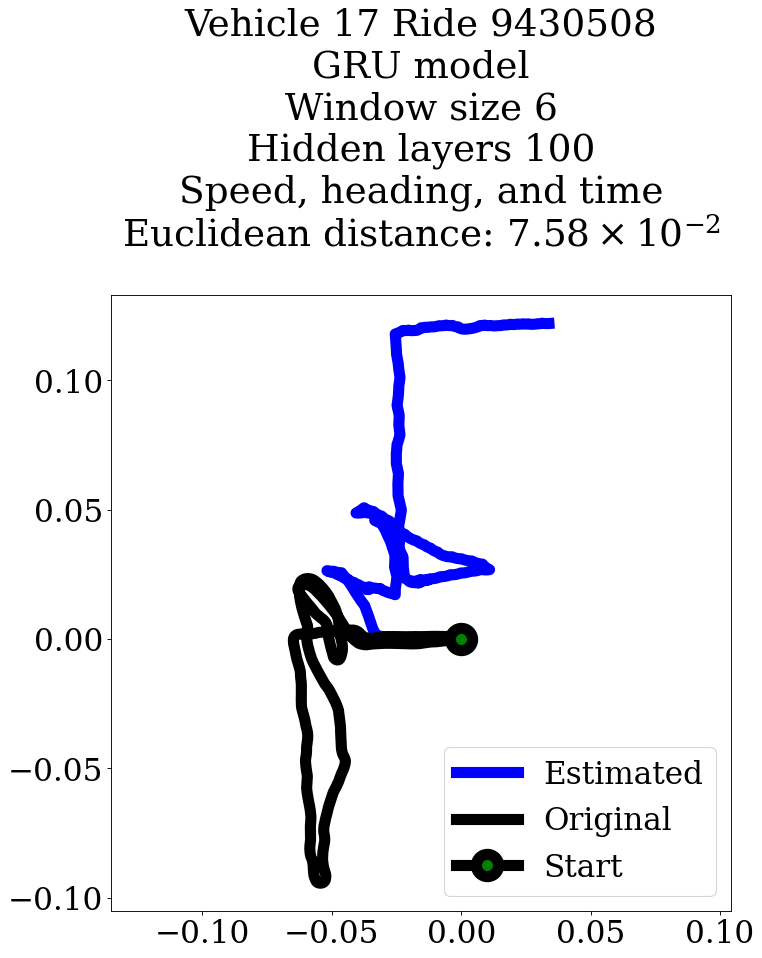 Vehicle 17 Ride 9430508
GRU model
Window size 6
Hidden layers 100
Speed, heading, and time
Euclidean distance: 7.58 × 10⁻²
0.10
0.05
0.00
−0.05
−0.10
−0.10 −0.05 0.00 0.05 0.10
Estimated
Original
Start